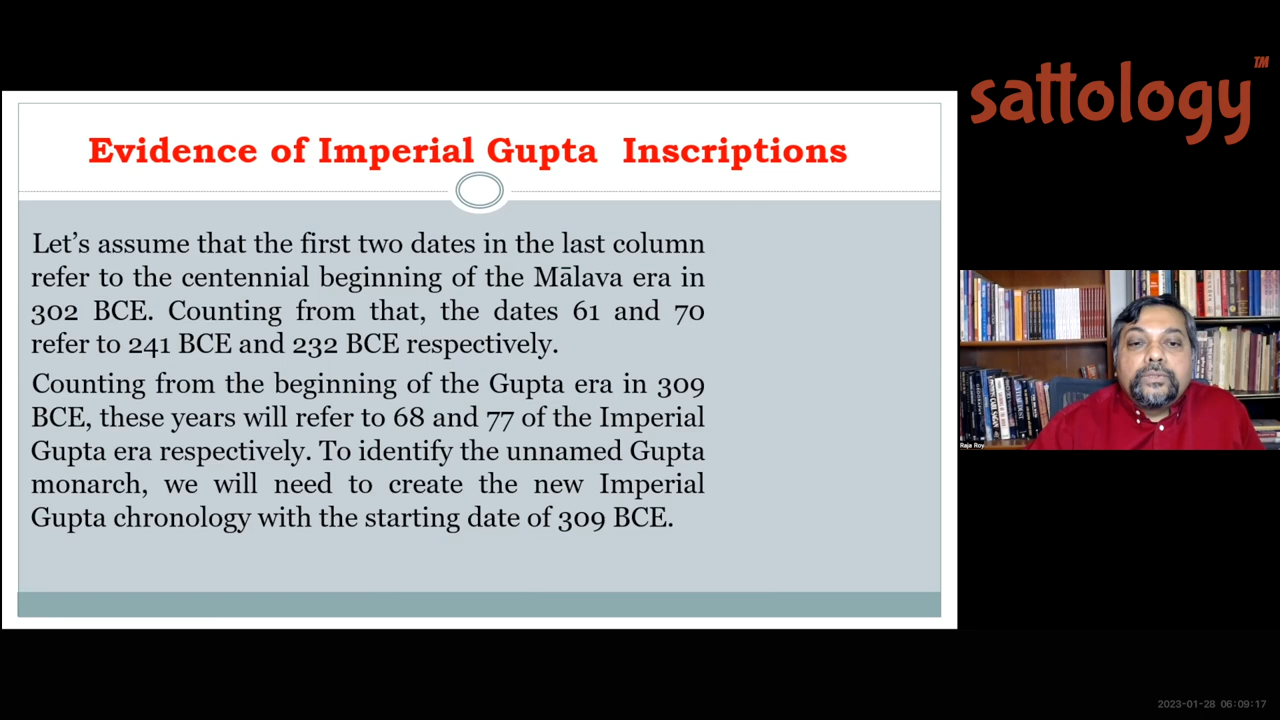 sattology™
Evidence of Imperial Gupta Inscriptions
Let's assume that the first two dates in the last column
refer to the centennial beginning of the Mālava era in
302 BCE. Counting from that, the dates 61 and 70
refer to 241 BCE and 232 BCE respectively.
Counting from the beginning of the Gupta era in 309
BCE, these years will refer to 68 and 77 of the Imperial
Gupta era respectively. To identify the unnamed Gupta
monarch, we will need to create the new Imperial
Gupta chronology with the starting date of 309 BCE.
Raja Roy
2023-01-28 06:09:17